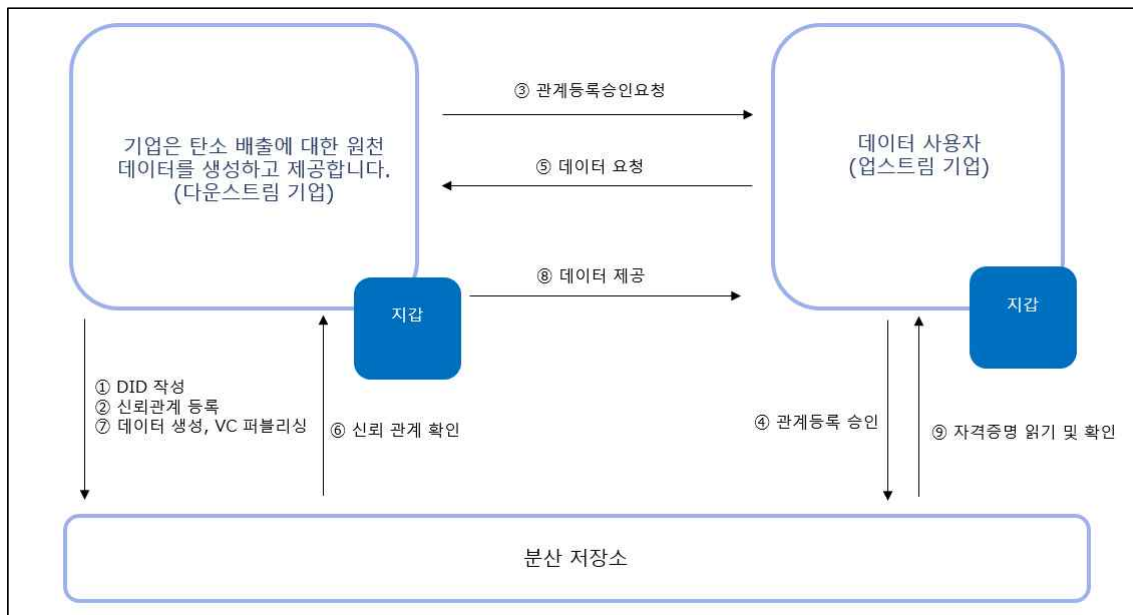 기업은 탄소 배출에 대한 원천
데이터를 생성하고 제공합니다.
(다운스트림 기업)
③ 관계등록승인요청
⑤ 데이터 요청
⑧ 데이터 제공
데이터 사용자
(업스트림 기업)
지갑
지갑
① DID 작성
② 신뢰관계 등록
⑦ 데이터 생성, VC 퍼블리싱
⑥ 신뢰 관계 확인
④ 관계등록 승인
⑨ 자격증명 읽기 및 확인
분산 저장소